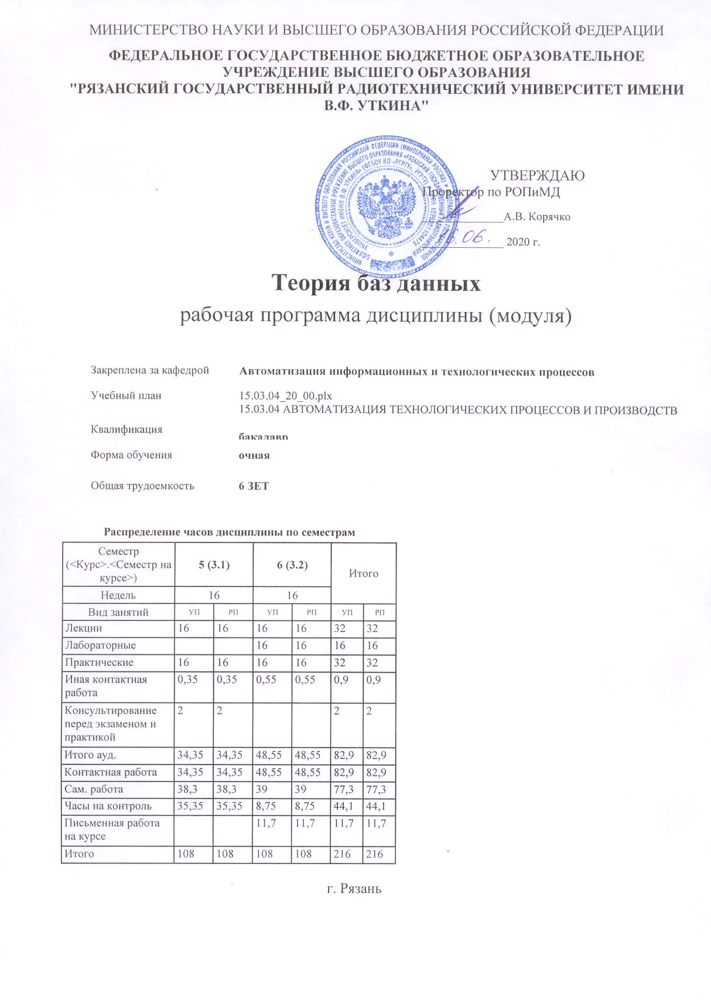 МИНИСТЕРСТВО НАУКИ И ВЫСШЕГО ОБРАЗОВАНИЯ РОССИЙСКОЙ ФЕДЕРАЦИИ
ФЕДЕРАЛЬНОЕ ГОСУДАРСТВЕННОЕ БЮДЖЕТНОЕ ОБРАЗОВАТЕЛЬНОЕ
УЧРЕЖДЕНИЕ ВЫСШЕГО ОБРАЗОВАНИЯ
"РЯЗАНСКИЙ ГОСУДАРСТВЕННЫЙ РАДИОТЕХНИЧЕСКИЙ УНИВЕРСИТЕТ ИМЕНИ
В.Ф. УТКИНА"
УТВЕРЖДАЮ
Проректор по РОПиМД
А.В. Корячко
06. 2020 г.
Теория баз данных
рабочая программа дисциплины (модуля)
Закреплена за кафедрой Автоматизация информационных и технологических процессов
Учебный план 15.03.04_20_00.plx
15.03.04 АВТОМАТИЗАЦИЯ ТЕХНОЛОГИЧЕСКИХ ПРОЦЕССОВ И ПРОИЗВОДСТВ
Квалификация бакалавр
Форма обучения очная
Общая трудоемкость 6 ЗЕТ
Распределение часов дисциплины по семестрам
Семестр
(<Курс>.<Семестр на
курсе>) 5 (3.1) 6 (3.2) Итого
Недель 16 16
Вид занятий УП РП УП РП УП РП
Лекции 16 16 16 16 32 32
Лабораторные 16 16 16 16
Практические 16 16 16 16 32 32
Иная контактная
работа 0,35 0,35 0,55 0,55 0,9 0,9
Консультирование
перед экзаменом и
практикой 2 2 2 2
Итого ауд. 34,35 34,35 48,55 48,55 82,9 82,9
Контактная работа 34,35 34,35 48,55 48,55 82,9 82,9
Сам. работа 38,3 38,3 39 39 77,3 77,3
Часы на контроль 35,35 35,35 8,75 8,75 44,1 44,1
Письменная работа
на курсе 11,7 11,7 11,7 11,7
Итого 108 108 108 108 216 216
г. Рязань